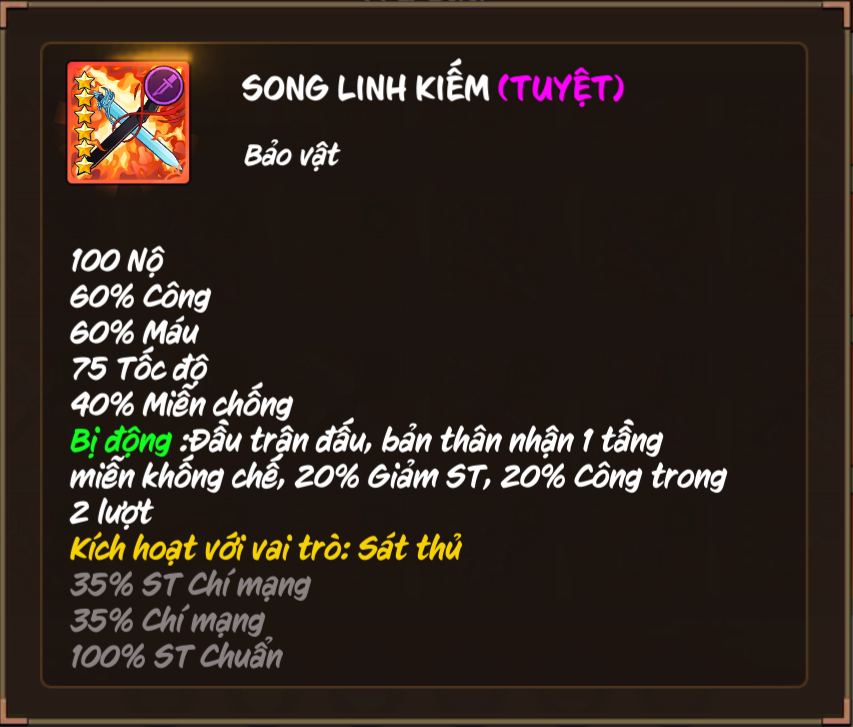 SONG LINH KIẾM (TUYỆT)
Bảo vật
100 Nộ
60% Công
60% Máu
75 Tốc độ
40% Miễn chống
Bị động :Đầu trận đấu, bản thân nhận 1 tầng
miễn khống chế, 20% Giảm ST, 20% Công trong
2 lượt
Kích hoạt với vai trò: Sát thủ
35% ST Chí mạng
35% Chí mạng
100% ST Chuẩn